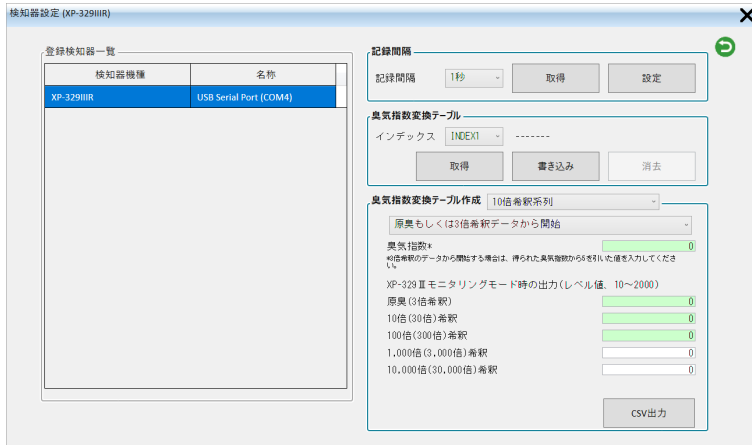 検知器設定 (XP-329IIIR)
登録検知器一覧
検知器機種 名称
XP-329IIIR USB Serial Port (COM4)
記録間隔
記録間隔 1秒 取得 設定
臭気指数変換テーブル
インデックス INDEX1 -------
取得 書き込み 消去
臭気指数変換テーブル作成 10倍希釈系列
原臭もしくは3倍希釈データから開始
臭気指数* 0
*3倍希釈のデータから開始する場合は、得られた臭気指数から5を引いた値を入力してくださ
い。
XP-329Ⅲモニタリングモード時の出力(レベル値、10～2000)
原臭(3倍希釈) 0
10倍(30倍)希釈 0
100倍(300倍)希釈 0
1,000倍(3,000倍)希釈 0
10,000倍(30,000倍)希釈 0
CSV出力